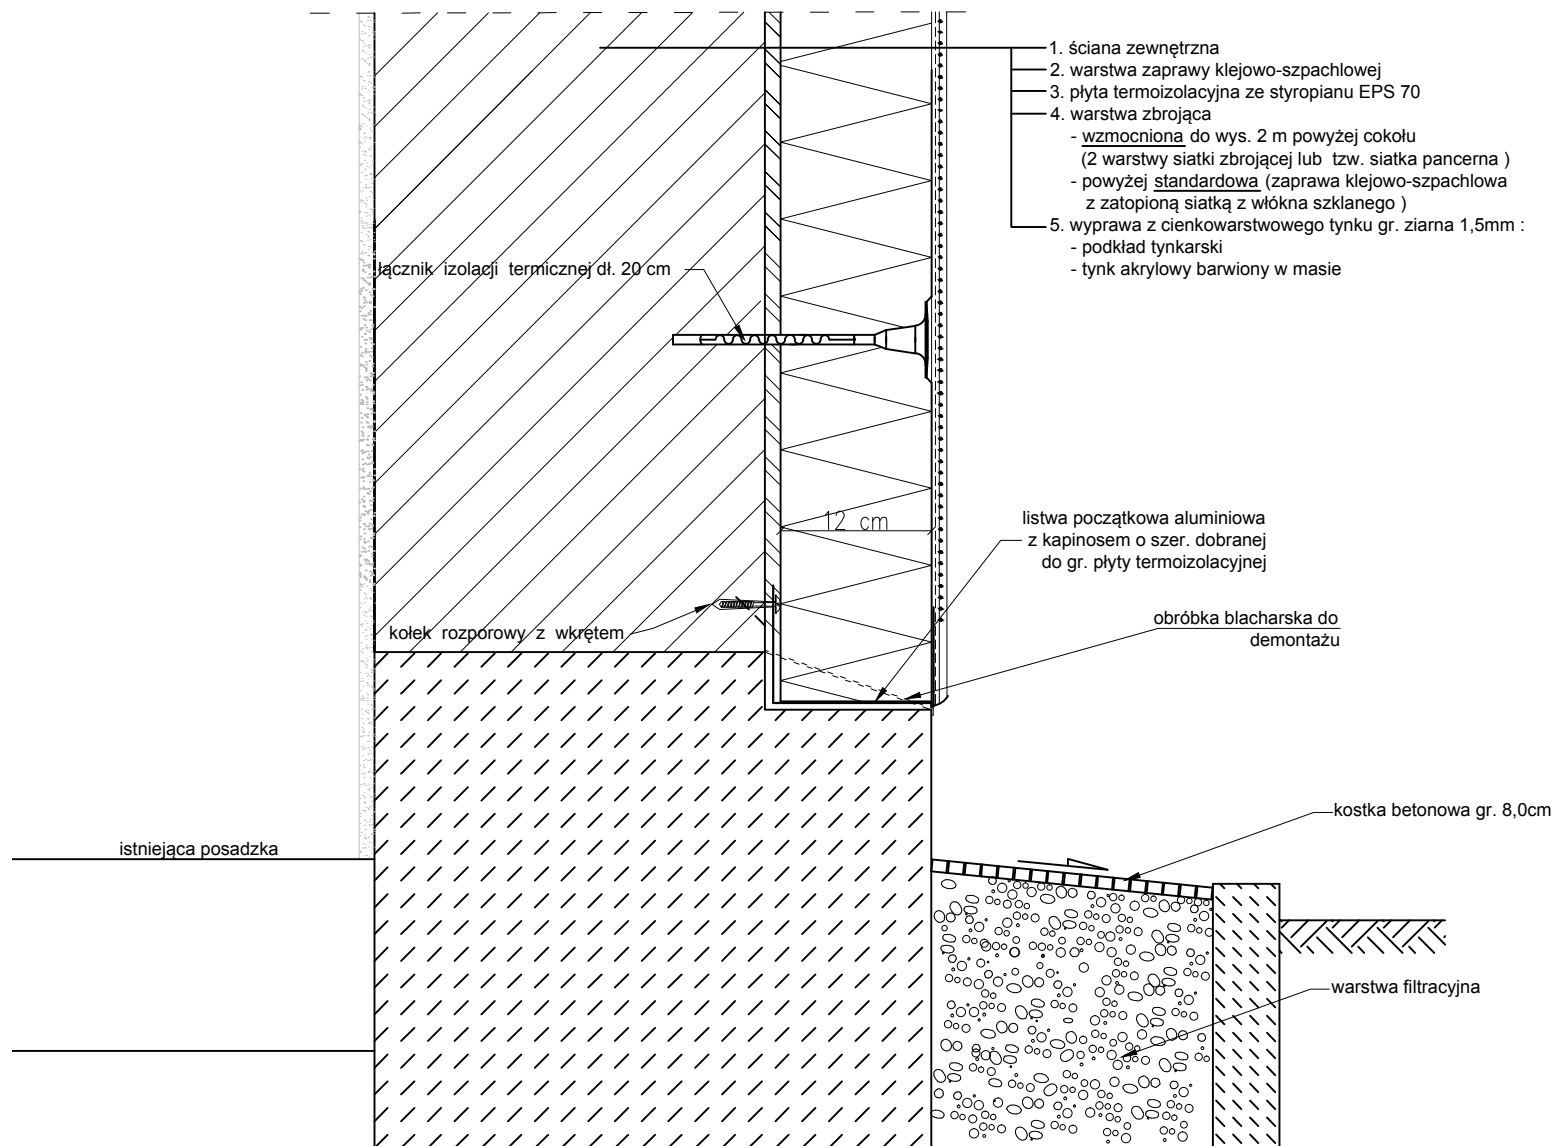 1. ściana zewnętrzna
2. warstwa zaprawy klejowo-szpachlowej
3. płyta termoizolacyjna ze styropianu EPS 70
4. warstwa zbrojąca
- wzmocniona do wys. 2 m powyżej cokołu
(2 warstwy siatki zbrojącej lub tzw. siatka pancerna )
- powyżej standardowa (zaprawa klejowo-szpachlowa
z zatopioną siatką z włókna szklanego )
5. wyprawa z cienkowarstwowego tynku gr. ziarna 1,5mm :
- podkład tynkarski
- tynk akrylowy barwiony w masie
łącznik izolacji termicznej dł. 20 cm
12 cm
listwa początkowa aluminiowa
z kapinosem o szer. dobranej
do gr. płyty termoizolacyjnej
obróbka blacharska do
demontażu
kołek rozporowy z wkrętem
kostka betonowa gr. 8,0cm
istniejąca posadzka
warstwa filtracyjna